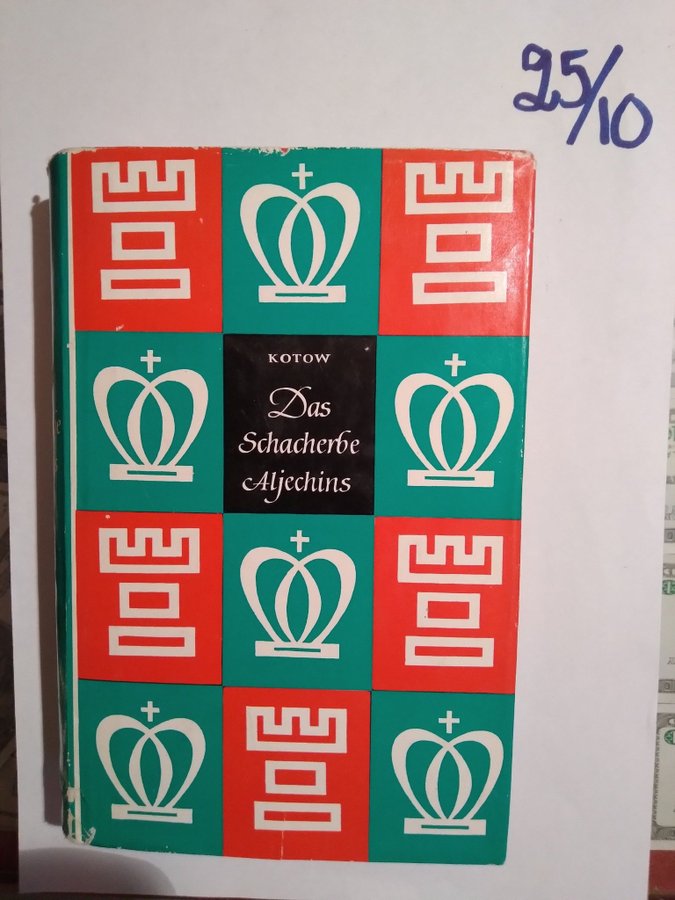 25/10
KOTOW
Das
Schacherbe
Aljechins